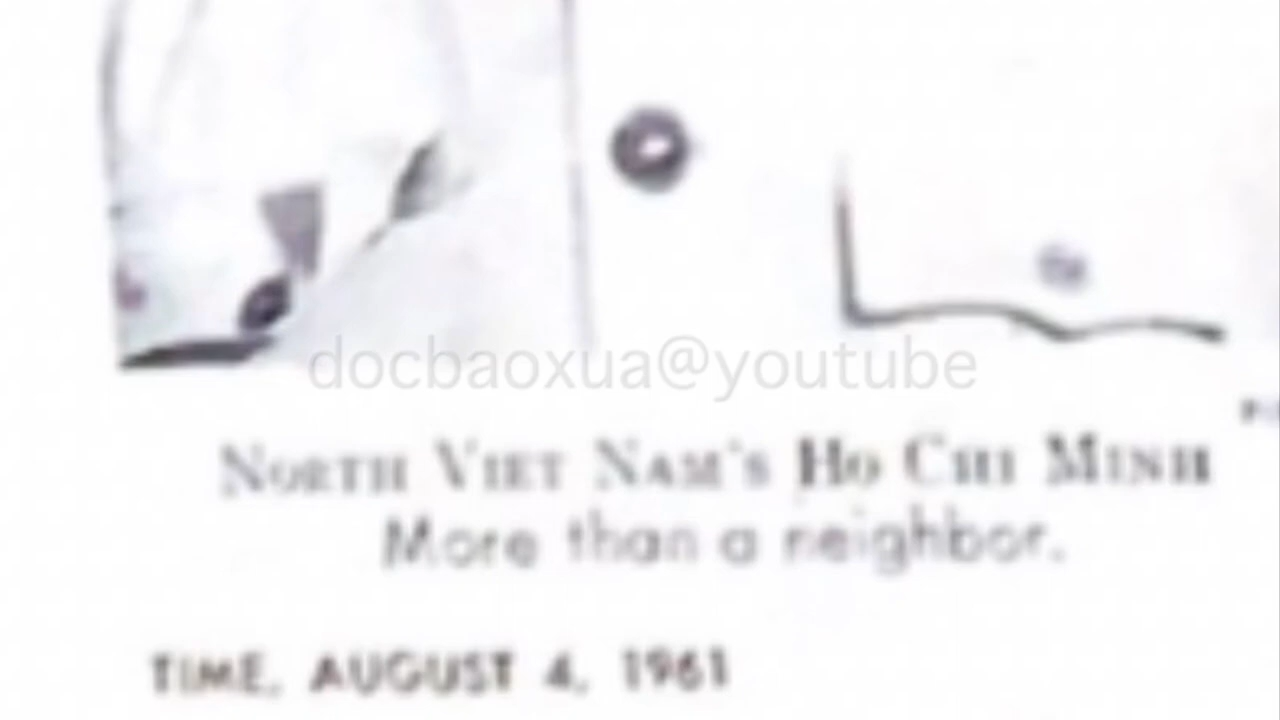 docbaoxua@youtube
NORTH VIET NAM'S HO CHI MINH
More than a neighbor.
TIME, AUGUST 4, 1961